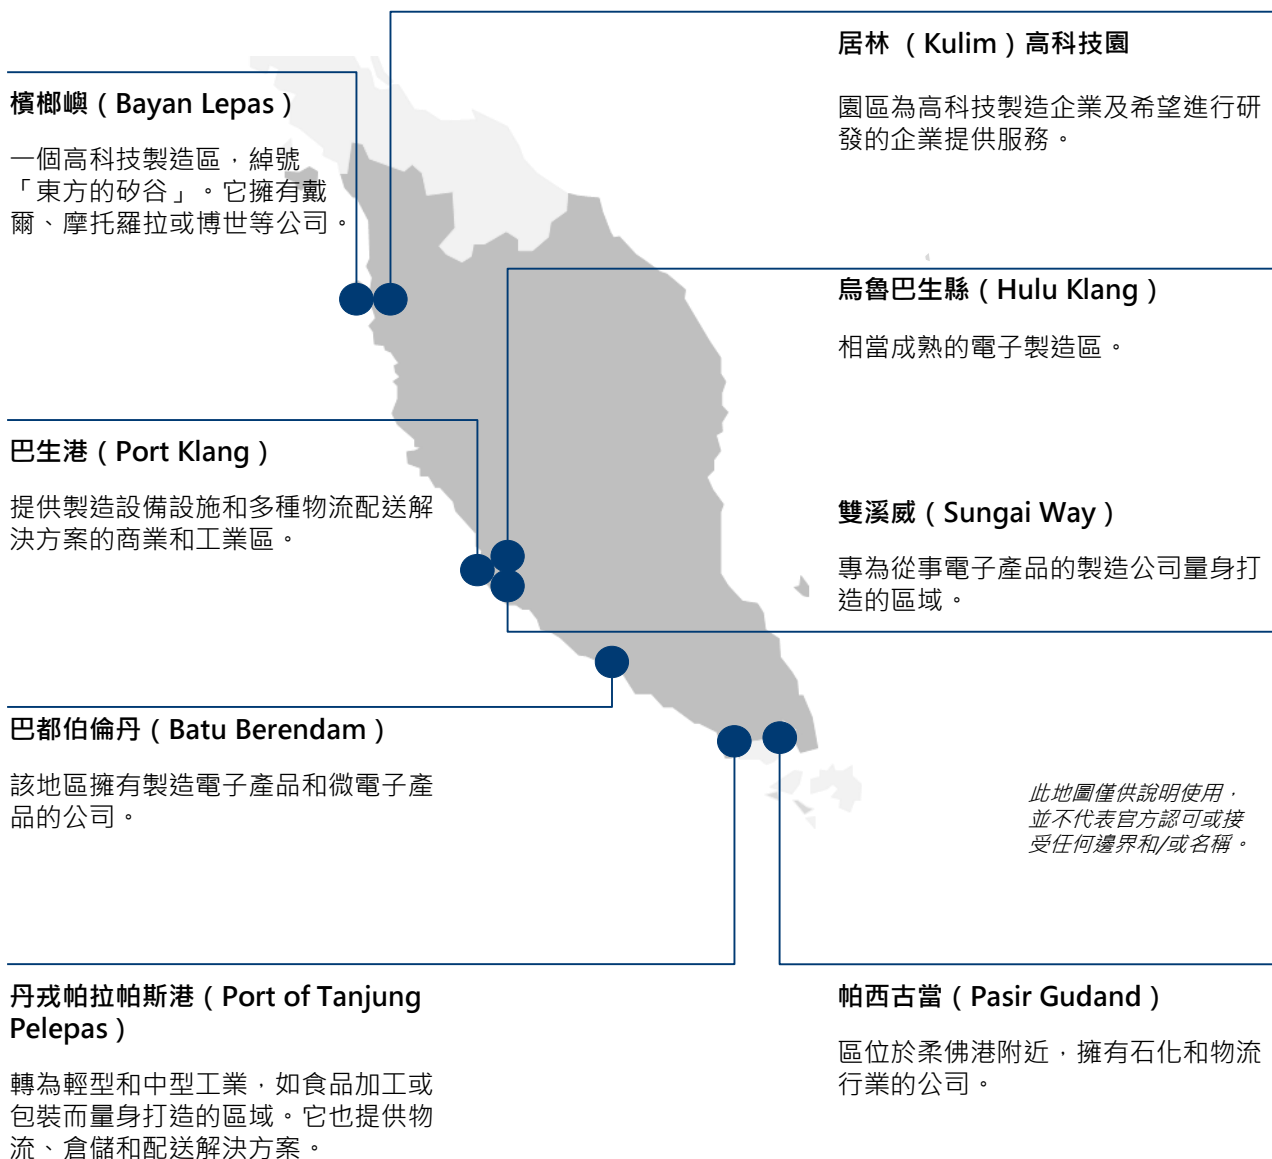 檳榔嶼（Bayan Lepas）
一個高科技製造區，綽號
「東方的矽谷」。它擁有戴
爾、摩托羅拉或博世等公司。
居林 （Kulim）高科技園
園區為高科技製造企業及希望進行研
發的企業提供服務。
烏魯巴生縣（Hulu Klang）
相當成熟的電子製造區。
巴生港（Port Klang）
提供製造設備設施和多種物流配送解
決方案的商業和工業區。
雙溪威（Sungai Way）
專為從事電子產品的製造公司量身打
造的區域。
巴都伯倫丹（Batu Berendam）
該地區擁有製造電子產品和微電子產
品的公司。
此地圖僅供說明使用，
並不代表官方認可或接
受任何邊界和/或名稱。
丹戎帕拉帕斯港（Port of Tanjung
Pelepas）
轉為輕型和中型工業，如食品加工或
包裝而量身打造的區域。它也提供物
流、倉儲和配送解決方案。
帕西古當（Pasir Gudand）
區位於柔佛港附近，擁有石化和物流
行業的公司。